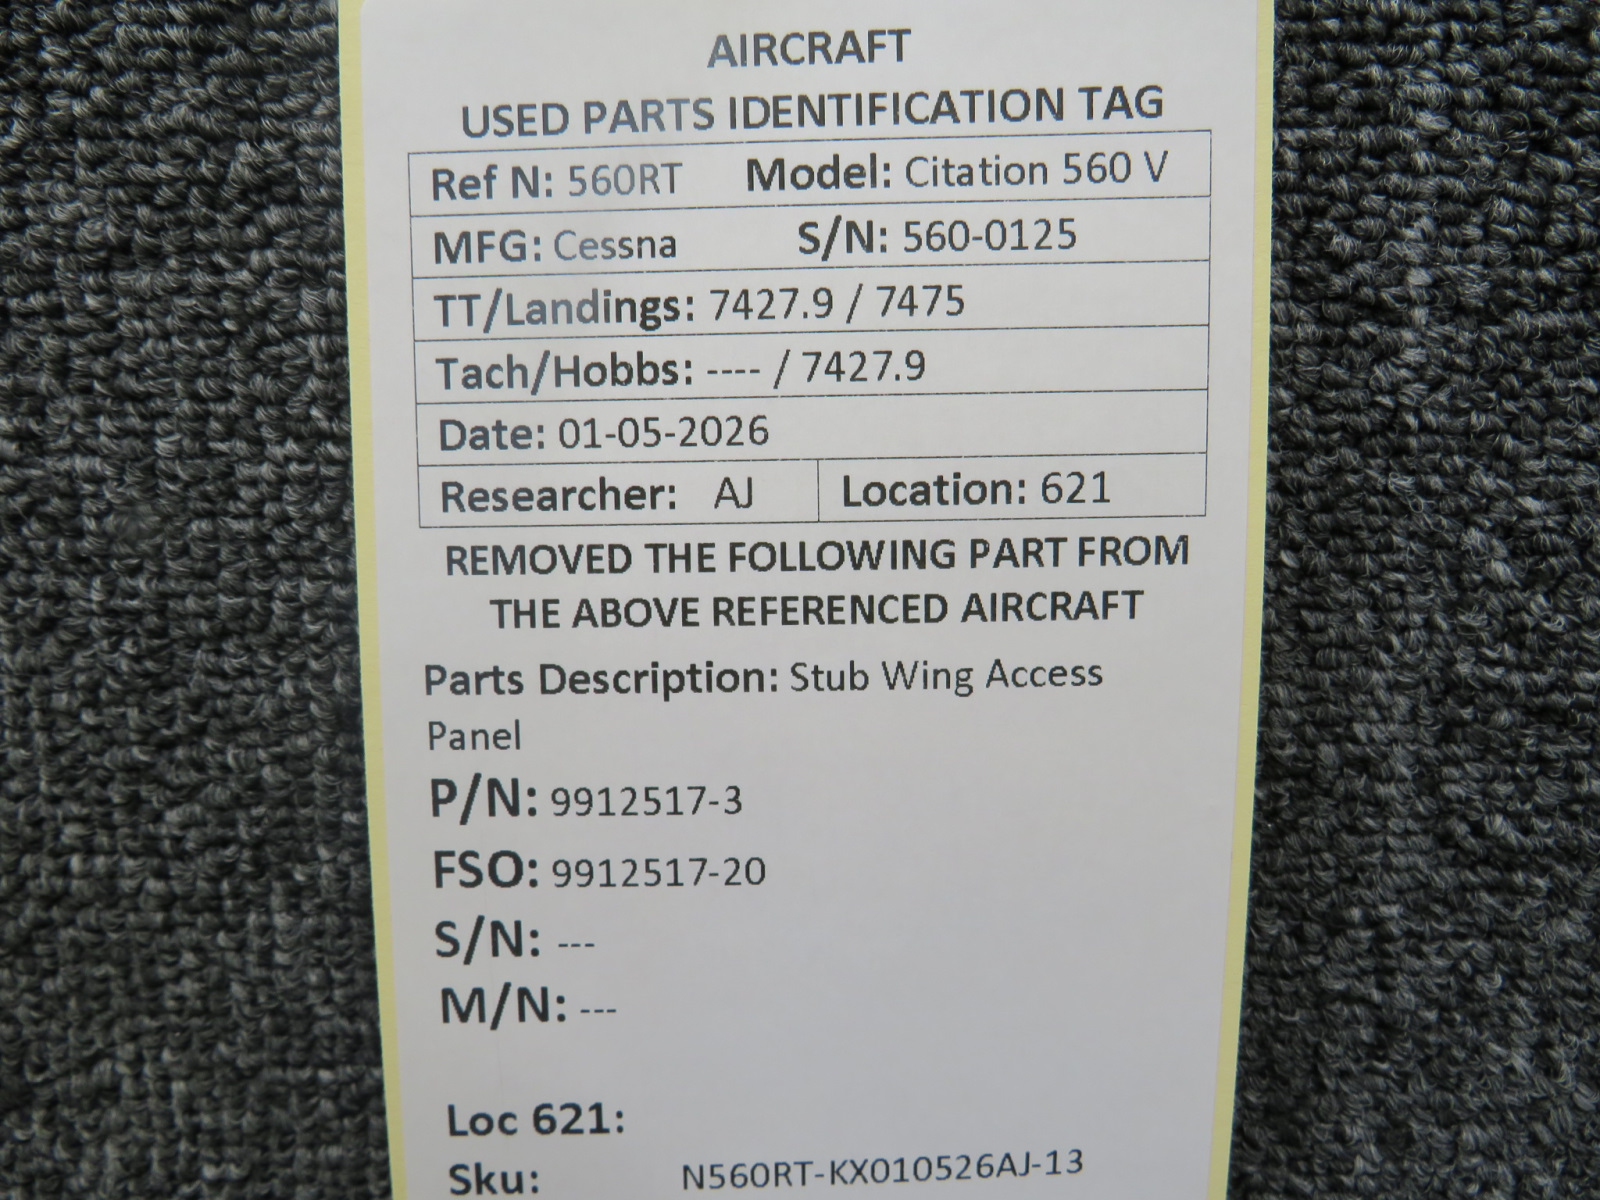 AIRCRAFT
USED PARTS IDENTIFICATION TAG
Ref N: 560RT Model: Citation 560 V
MFG: Cessna S/N: 560-0125
TT/Landings: 7427.9 / 7475
Tach/Hobbs: ---- / 7427.9
Date: 01-05-2026
Researcher: AJ Location: 621
REMOVED THE FOLLOWING PART FROM
THE ABOVE REFERENCED AIRCRAFT
Parts Description: Stub Wing Access
Panel
P/N: 9912517-3
FSO: 9912517-20
S/N: ---
M/N: ---
Loc 621:
Sku: N560RT-KX010526AJ-13